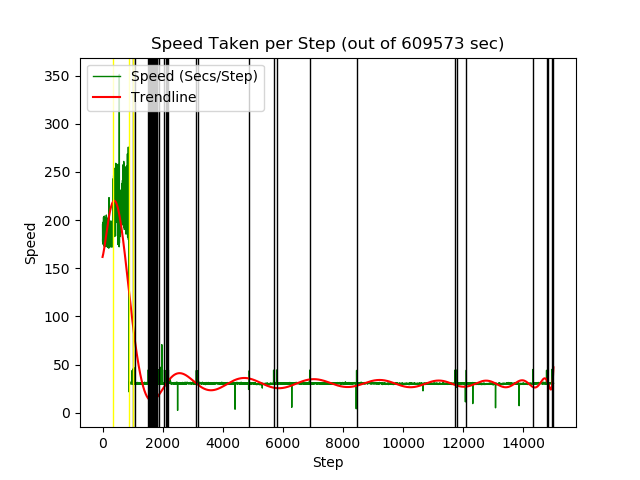 Speed Taken per Step (out of 609573 sec)
Speed (Secs/Step)
Trendline
350
300
250
200
150
100
50
0
Speed
0 2000 4000 6000 8000 10000 12000 14000
Step